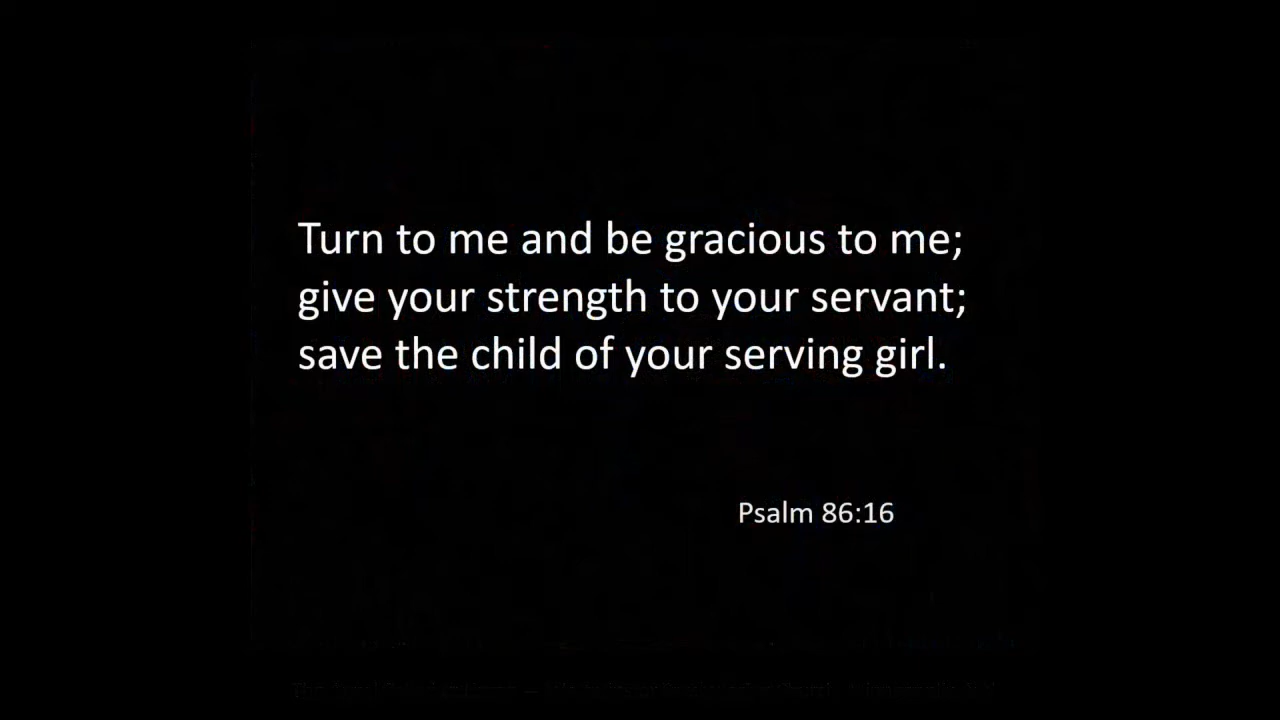 Turn to me and be gracious to me;
give your strength to your servant;
save the child of your serving girl.
Psalm 86:16